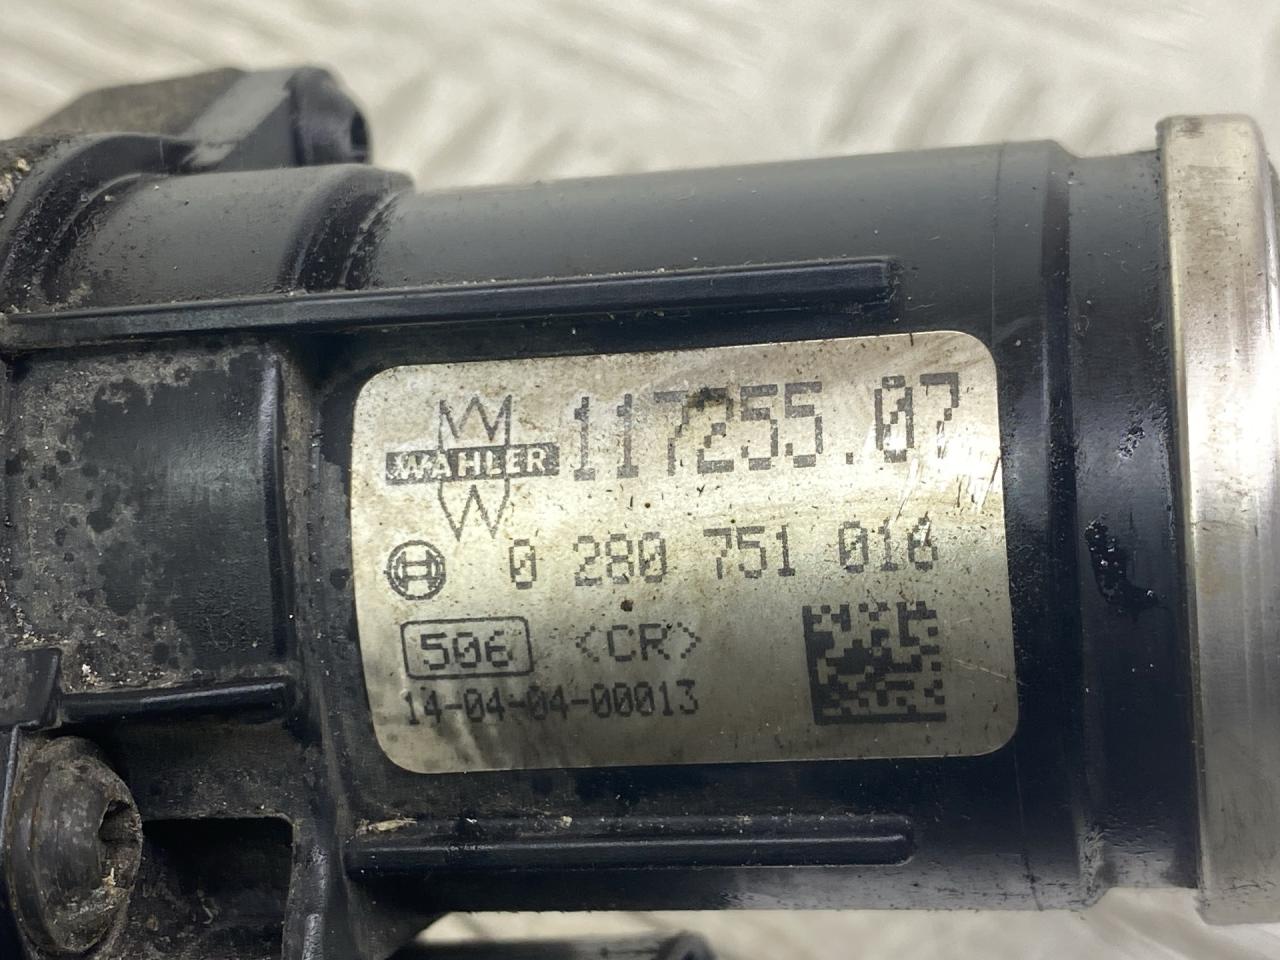 WAHLER 117255.07
0 280 751 016
506 <CR>
14-04-04-00013